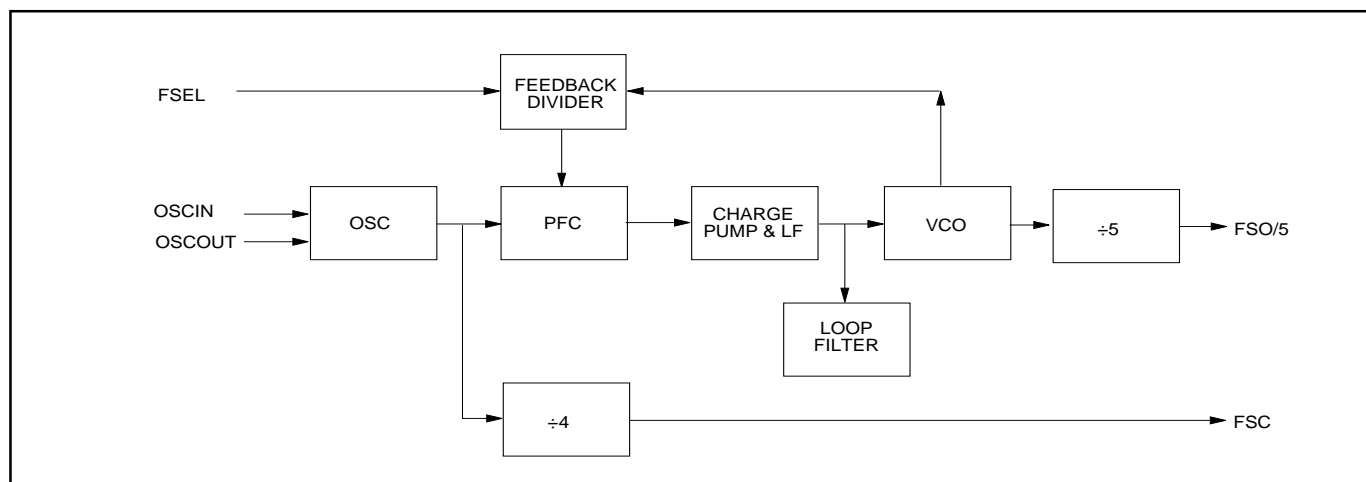 FSEL
FEEDBACK
DIVIDER
OSCIN
OSCOUT
OSC
PFC
CHARGE
PUMP & LF
VCO
÷5
FSO/5
LOOP
FILTER
÷4
FSC